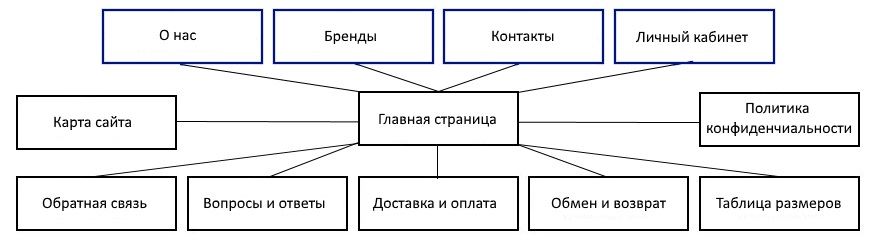 О нас
Бренды
Контакты
Личный кабинет
Карта сайта
Главная страница
Политика
конфиденчиальности
Обратная связь
Вопросы и ответы
Доставка и оплата
Обмен и возврат
Таблица размеров